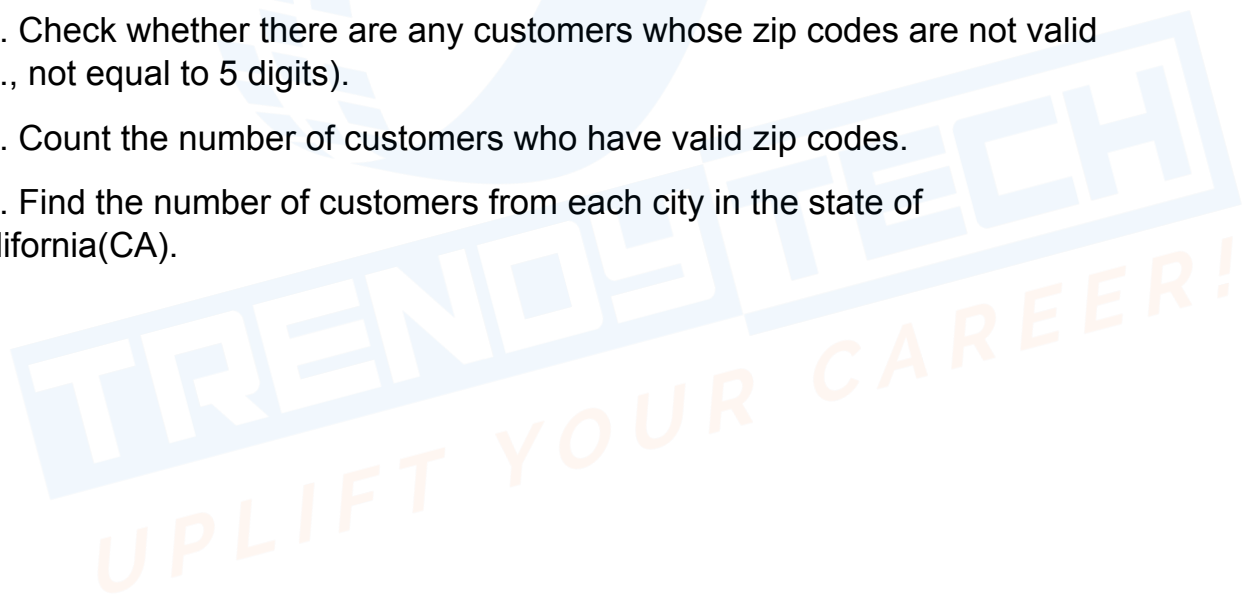 . Check whether there are any customers whose zip codes are not valid
., not equal to 5 digits).
. Count the number of customers who have valid zip codes.
. Find the number of customers from each city in the state of
lifornia(CA).
TRENDYTECH
UPLIFT YOUR CAREER!